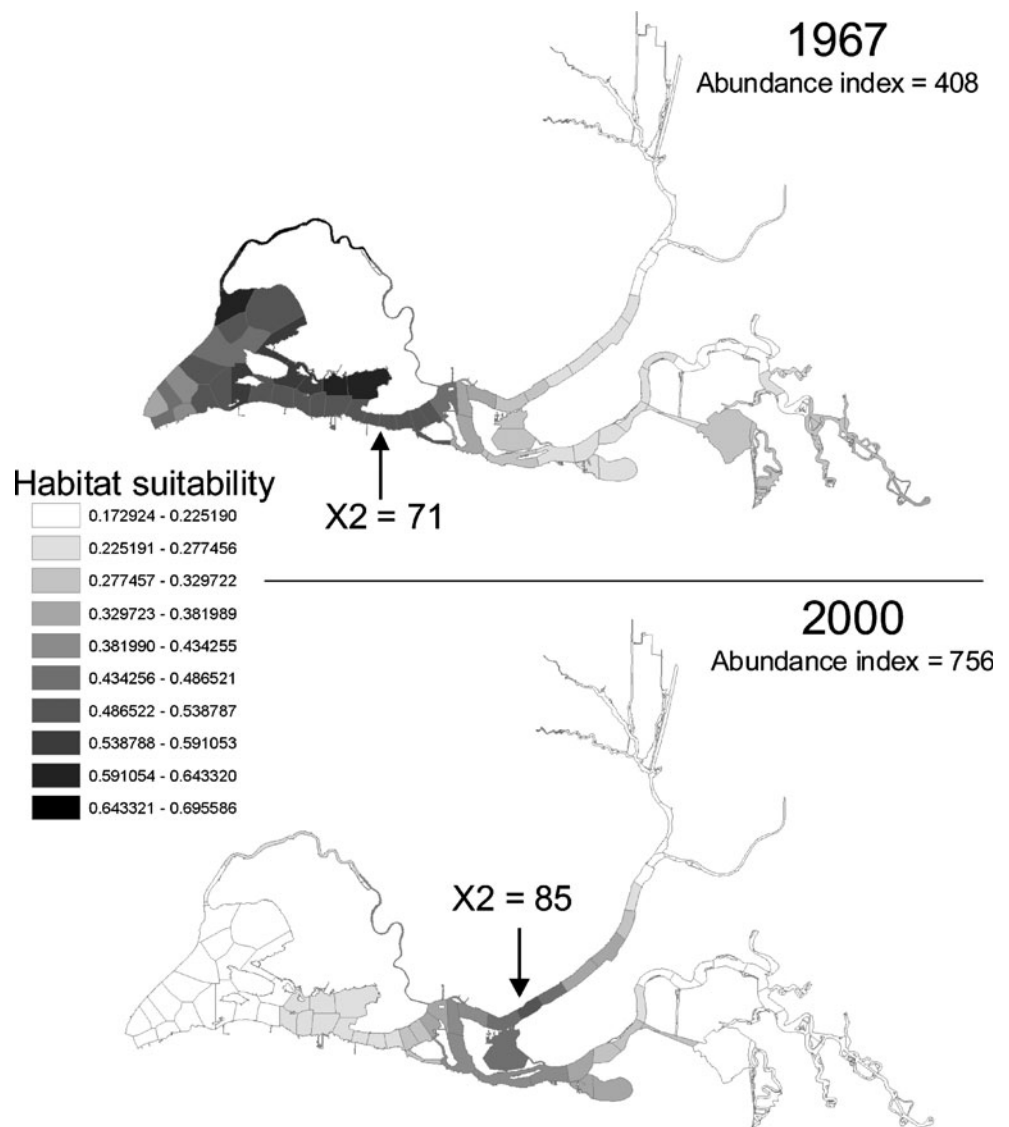 1967
Abundance index = 408
X2 = 71
Habitat suitability
0.172924 - 0.225190
0.225191 - 0.277456
0.277457 - 0.329722
0.329723 - 0.381989
0.381990 - 0.434255
0.434256 - 0.486521
0.486522 - 0.538787
0.538788 - 0.591053
0.591054 - 0.643320
0.643321 - 0.695586
2000
Abundance index = 756
X2 = 85